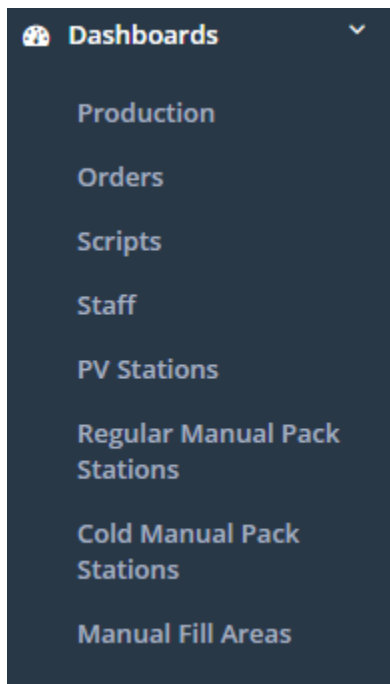 Dashboards
Production
Orders
Scripts
Staff
PV Stations
Regular Manual Pack
Stations
Cold Manual Pack
Stations
Manual Fill Areas